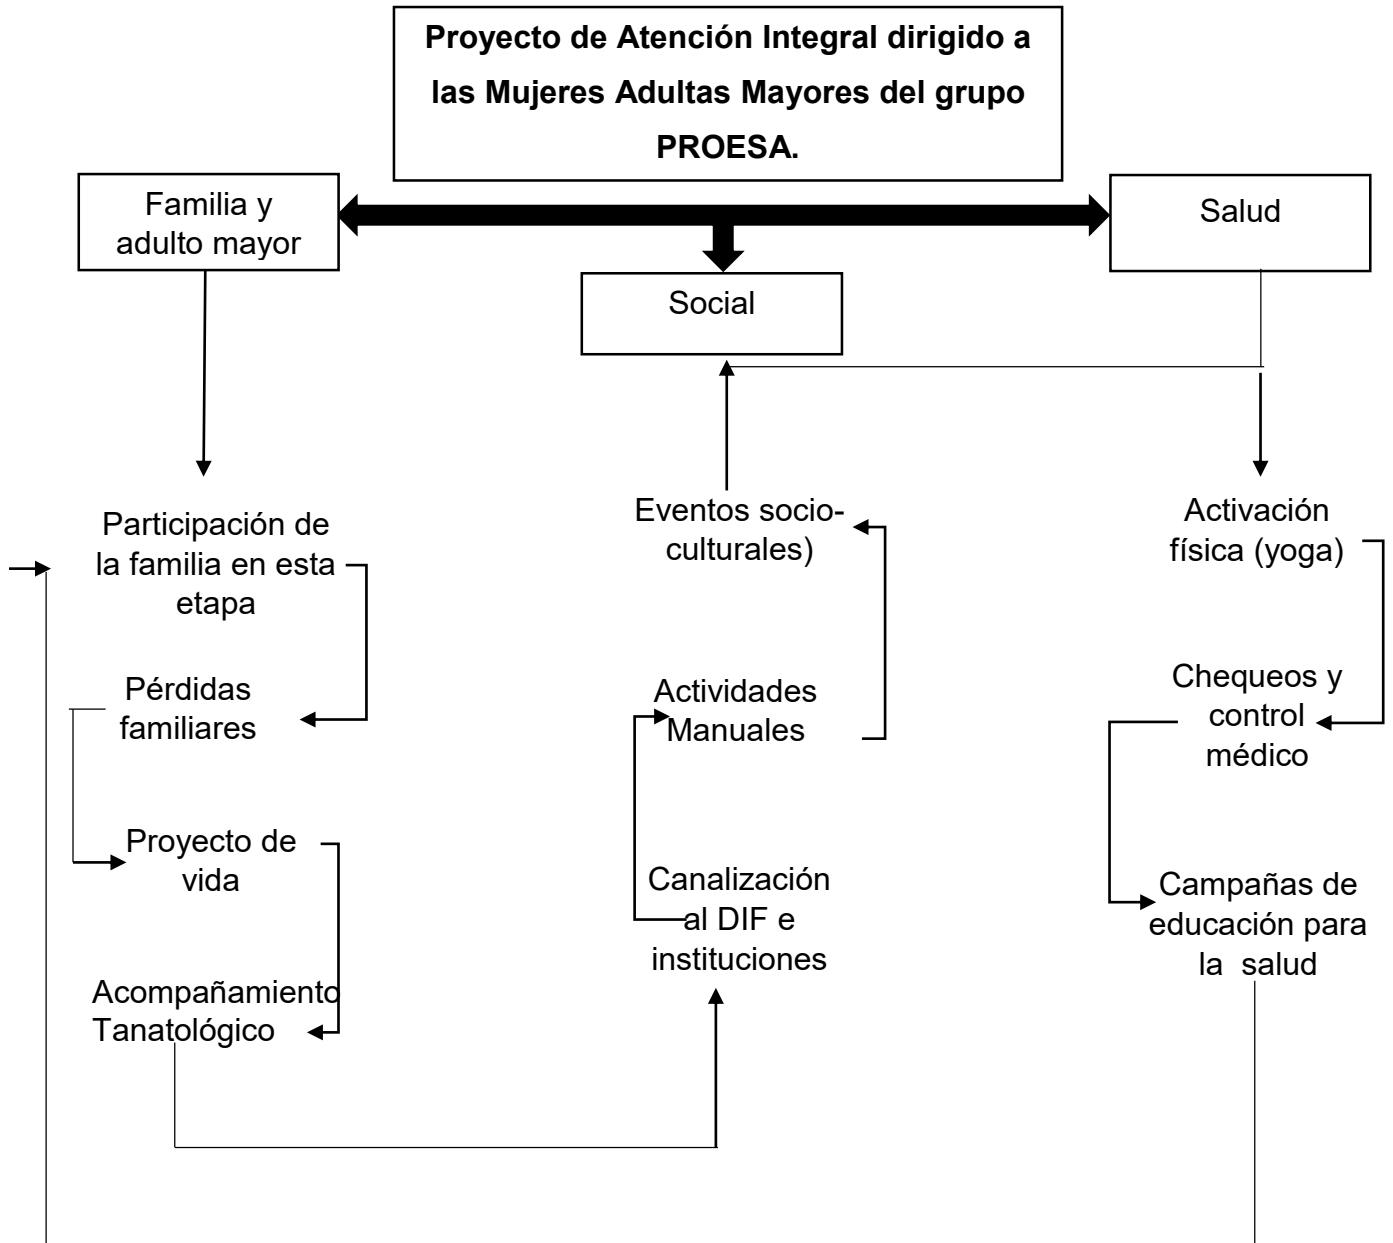 Proyecto de Atención Integral dirigido a
las Mujeres Adultas Mayores del grupo
PROESA.
Familia y
adulto mayor
Social
Salud
Participación de
la familia en esta
etapa
Pérdidas
familiares
Proyecto de
vida
Acompañamiento
Tanatológico
Eventos socio-
culturales)
Actividades
Manuales
Canalización
al DIF e
instituciones
Activación
física (yoga)
Chequeos y
control
médico
Campañas de
educación para
la salud